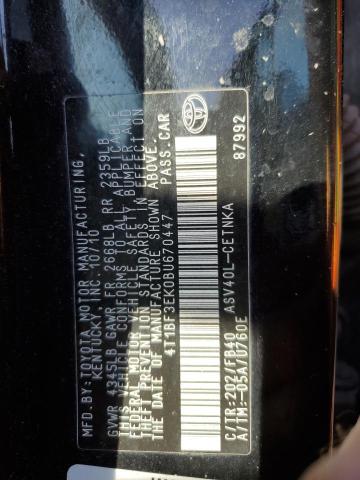 MFD.BY:TOYOTA MOTOR MANUFACTURING,
KENTUCKY, INC. 10/10
GVWR 4345LB GAWR FR 2668LB RR 2359LB
THIS VEHICLE CONFORMS TO ALL APPLICABLE
FEDERAL MOTOR VEHICLE SAFETY, BUMPER, AND
THEFT PREVENTION STANDARDS IN EFFECT ON
THE DATE OF MANUFACTURE SHOWN ABOVE.
4T1BF3EK0BU670447 PASS.CAR
ASV40L-CETNKA
C/TR:202/FB40
A/TM:-05A/U760E 87992